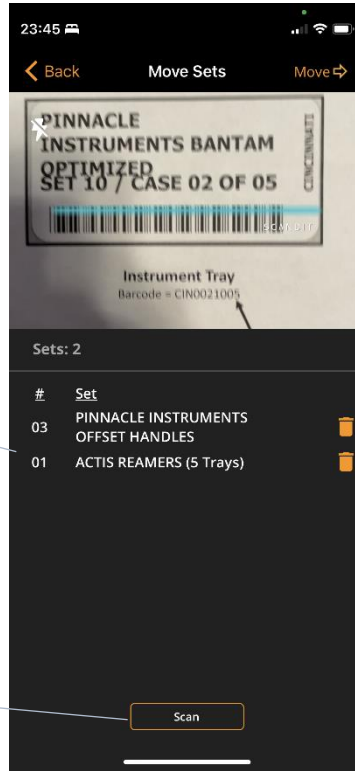 23:45
Back Move Sets Move
PINNACLE
INSTRUMENTS BANTAM
OPTIMIZED
SET 10 / CASE 02 OF 05
CINCINNATI
SCANDIT
Instrument Tray
Barcode = CIN0021005
Sets: 2
# Set
03 PINNACLE INSTRUMENTS
OFFSET HANDLES
01 ACTIS REAMERS (5 Trays)
Scan